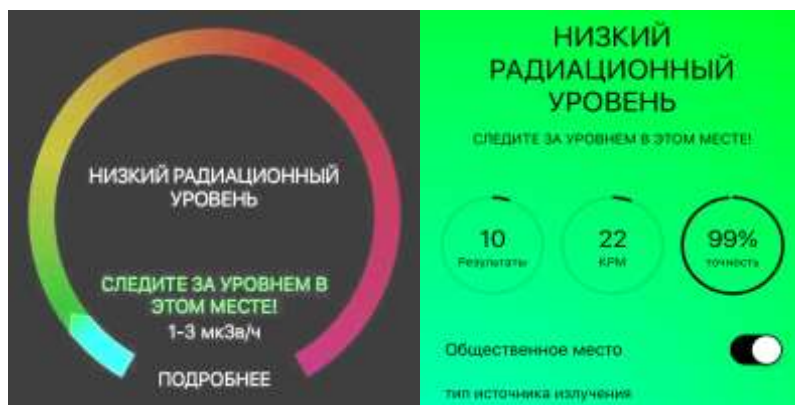 НИЗКИЙ РАДИАЦИОННЫЙ
УРОВЕНЬ
СЛЕДИТЕ ЗА УРОВНЕМ В
ЭТОМ МЕСТЕ!
1-3 мкЗв/ч
ПОДРОБНЕЕ
НИЗКИЙ
РАДИАЦИОННЫЙ
УРОВЕНЬ
СЛЕДИТЕ ЗА УРОВНЕМ В ЭТОМ МЕСТЕ!
10
Результаты
22
КРМ
99%
точность
Общественное место
тип источника излучения